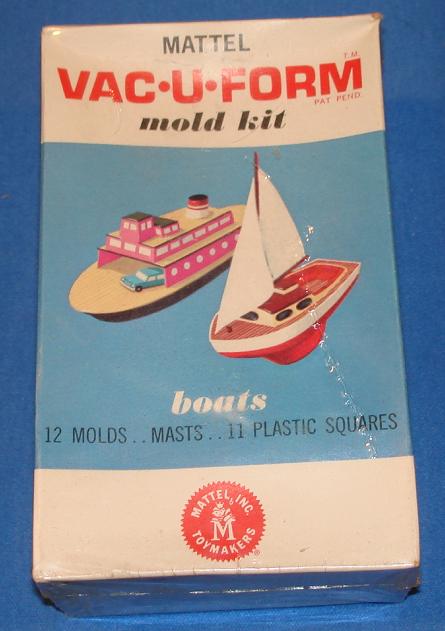 MATTEL
T.M.
VAC•U•FORM
PAT PEND.
mold kit
boats
12 MOLDS . . MASTS . . 11 PLASTIC SQUARES
MATTEL, INC.
M
TOYMAKERS
®